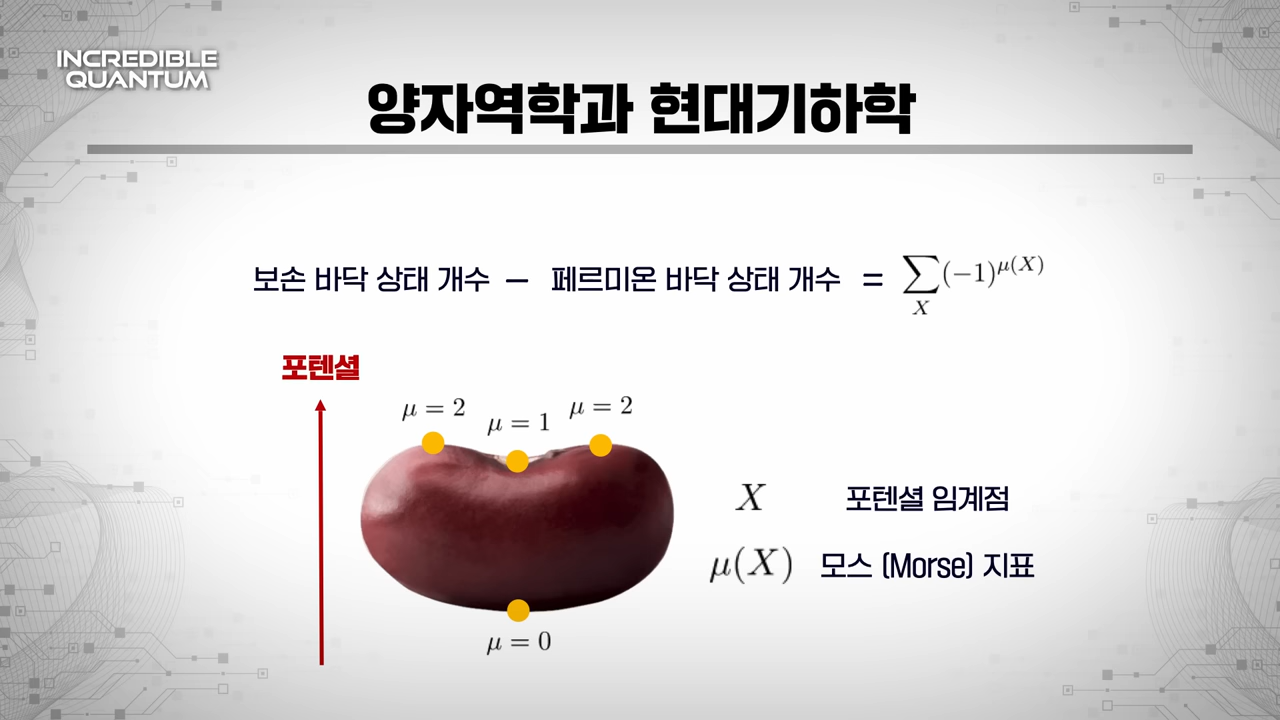 INCREDIBLE
QUANTUM
양자역학과 현대기하학
보손 바닥 상태 개수 − 페르미온 바닥 상태 개수 = ∑_X (−1)^{μ(X)}
포텐셜
μ = 2
μ = 1
μ = 2
μ = 0
X 포텐셜 임계점
μ(X) 모스 (Morse) 지표